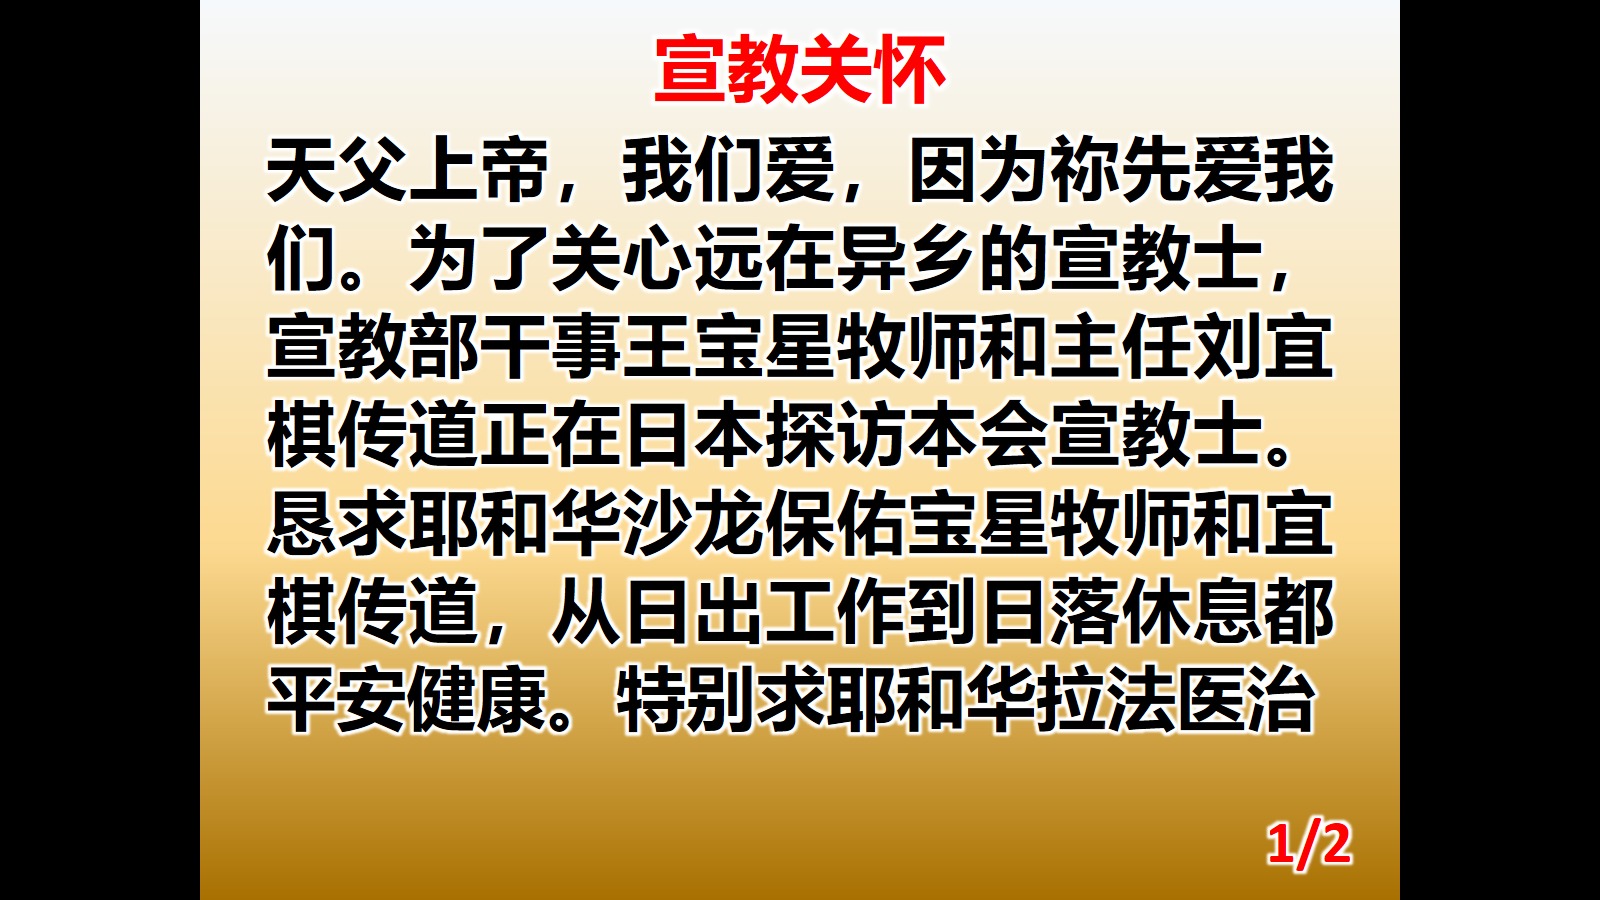 宣教关怀
天父上帝，我们爱，因为祢先爱我
们。为了关心远在异乡的宣教士，
宣教部干事王宝星牧师和主任刘宜
棋传道正在日本探访本会宣教士。
恳求耶和华沙龙保佑宝星牧师和宜
棋传道，从日出工作到日落休息都
平安健康。特别求耶和华拉法医治
1/2